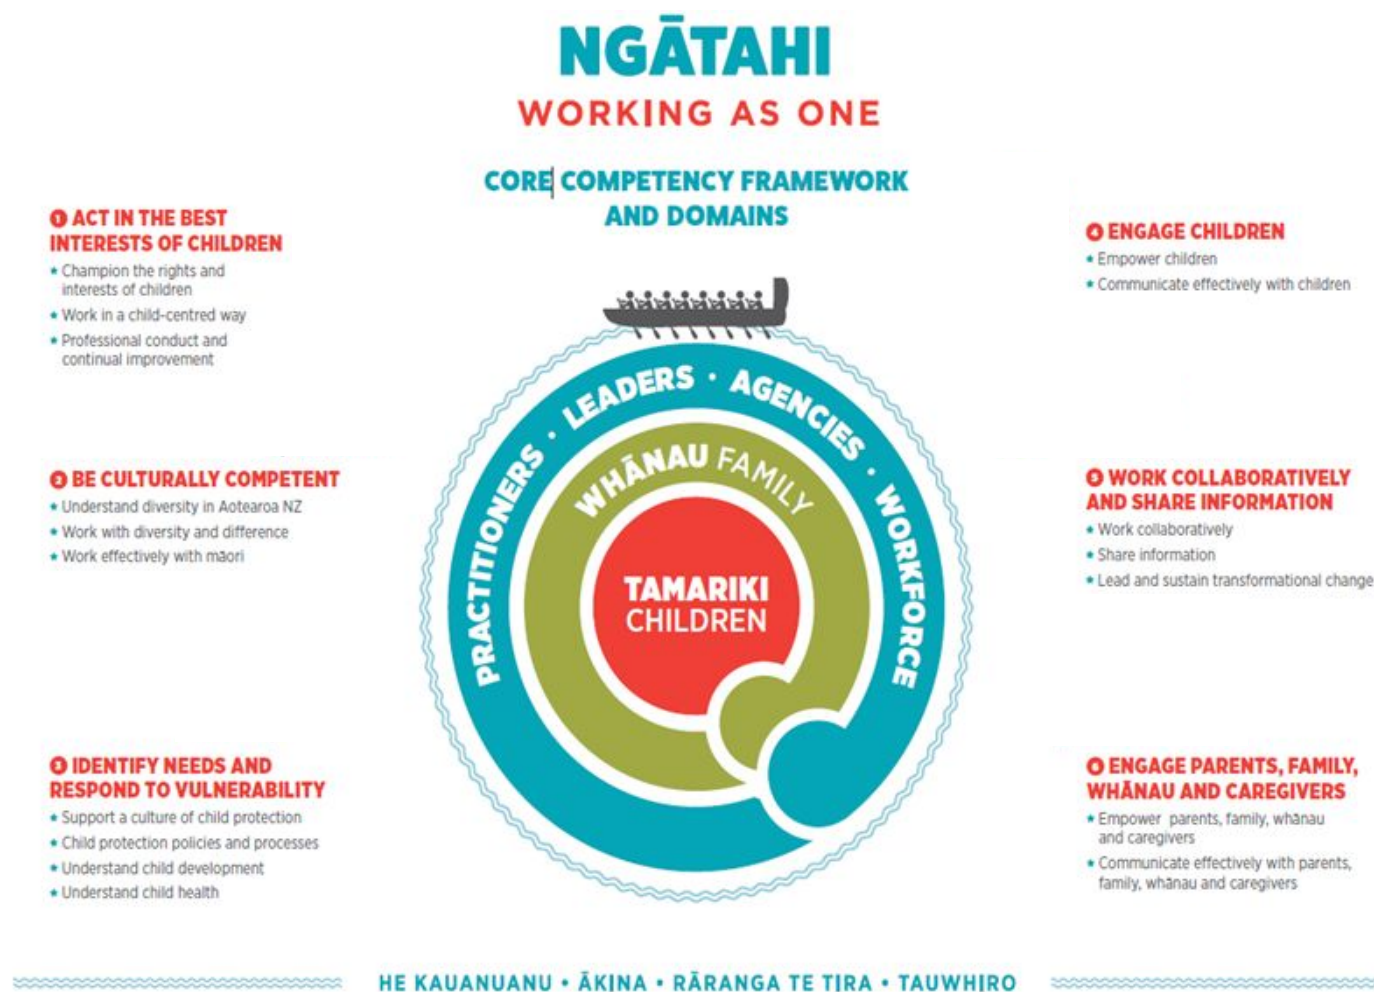 NGĀTAHI
WORKING AS ONE
CORE COMPETENCY FRAMEWORK
AND DOMAINS
1 ACT IN THE BEST
INTERESTS OF CHILDREN
* Champion the rights and
interests of children
* Work in a child-centred way
* Professional conduct and
continual improvement
2 BE CULTURALLY COMPETENT
* Understand diversity in Aotearoa NZ
* Work with diversity and difference
* Work effectively with māori
3 IDENTIFY NEEDS AND
RESPOND TO VULNERABILITY
* Support a culture of child protection
* Child protection policies and processes
* Understand child development
* Understand child health
PRACTITIONERS · LEADERS · AGENCIES · WORKFORCE
WHĀNAU FAMILY
TAMARIKI
CHILDREN
4 ENGAGE CHILDREN
* Empower children
* Communicate effectively with children
5 WORK COLLABORATIVELY
AND SHARE INFORMATION
* Work collaboratively
* Share information
* Lead and sustain transformational change
6 ENGAGE PARENTS, FAMILY,
WHĀNAU AND CAREGIVERS
* Empower parents, family, whānau
and caregivers
* Communicate effectively with parents,
family, whānau and caregivers
HE KAUANUANU • ĀKINA • RĀRANGA TE TIRA • TAUWHIRO